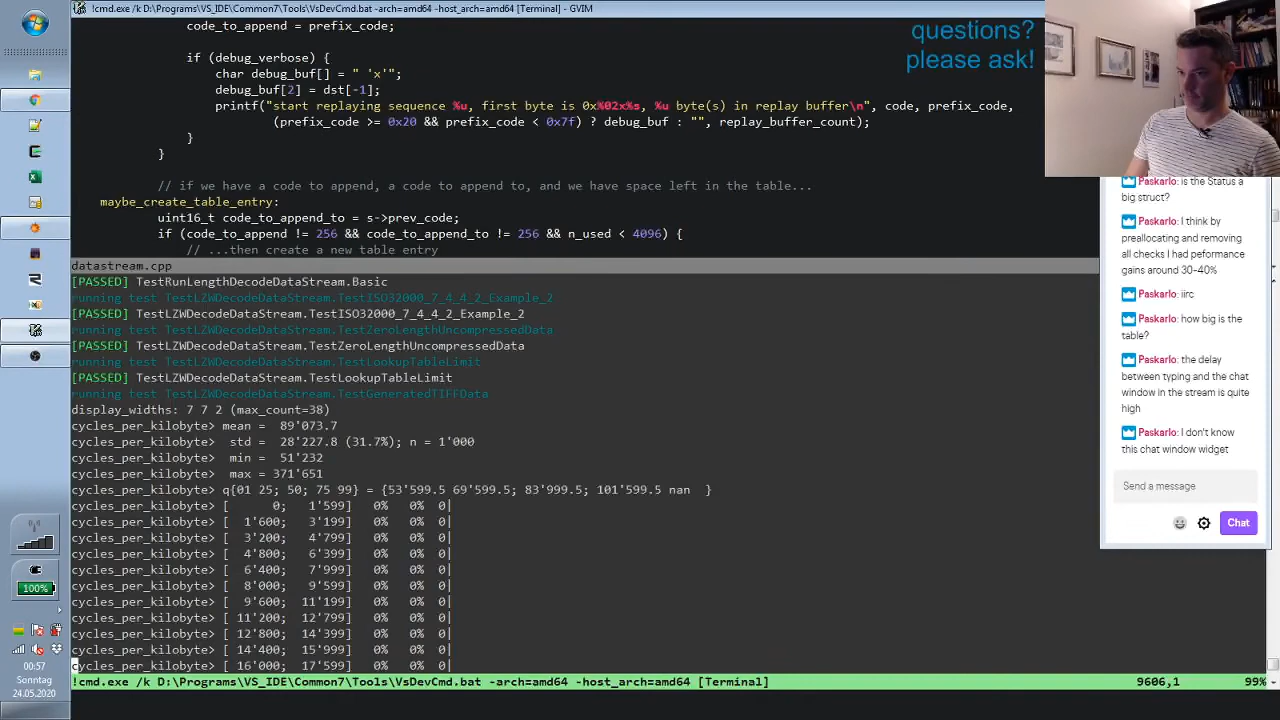 !cmd.exe /k D:\Programs\VS_IDE\Common7\Tools\VsDevCmd.bat -arch=amd64 -host_arch=amd64 [Terminal] - GVIM
code_to_append = prefix_code;
if (debug_verbose) {
char debug_buf[] = " 'x'";
debug_buf[2] = dst[-1];
printf("start replaying sequence %u, first byte is 0x%02x%s, %u byte(s) in replay buffer\n", code, prefix_code,
(prefix_code >= 0x20 && prefix_code < 0x7f) ? debug_buf : "", replay_buffer_count);
}
}
// if we have a code to append, a code to append to, and we have space left in the table...
maybe_create_table_entry:
uint16_t code_to_append_to = s->prev_code;
if (code_to_append != 256 && code_to_append_to != 256 && n_used < 4096) {
// ...then create a new table entry
datastream.cpp
[PASSED] TestRunLengthDecodeDataStream.Basic
running test TestLZWDecodeDataStream.TestISO32000_7_4_4_2_Example_2
[PASSED] TestLZWDecodeDataStream.TestISO32000_7_4_4_2_Example_2
running test TestLZWDecodeDataStream.TestZeroLengthUncompressedData
[PASSED] TestLZWDecodeDataStream.TestZeroLengthUncompressedData
running test TestLZWDecodeDataStream.TestLookupTableLimit
[PASSED] TestLZWDecodeDataStream.TestLookupTableLimit
running test TestLZWDecodeDataStream.TestGeneratedTIFFData
display_widths: 7 7 2 (max_count=38)
cycles_per_kilobyte> mean =  89'073.7
cycles_per_kilobyte>  std =  28'227.8 (31.7%); n = 1'000
cycles_per_kilobyte>  min =  51'232
cycles_per_kilobyte>  max = 371'651
cycles_per_kilobyte> q{01 25; 50; 75 99} = {53'599.5 69'599.5; 83'999.5; 101'599.5 nan  }
cycles_per_kilobyte> [      0;   1'599]   0%   0%  0|
cycles_per_kilobyte> [  1'600;   3'199]   0%   0%  0|
cycles_per_kilobyte> [  3'200;   4'799]   0%   0%  0|
cycles_per_kilobyte> [  4'800;   6'399]   0%   0%  0|
cycles_per_kilobyte> [  6'400;   7'999]   0%   0%  0|
cycles_per_kilobyte> [  8'000;   9'599]   0%   0%  0|
cycles_per_kilobyte> [  9'600;  11'199]   0%   0%  0|
cycles_per_kilobyte> [ 11'200;  12'799]   0%   0%  0|
cycles_per_kilobyte> [ 12'800;  14'399]   0%   0%  0|
cycles_per_kilobyte> [ 14'400;  15'999]   0%   0%  0|
cycles_per_kilobyte> [ 16'000;  17'599]   0%   0%  0|
!cmd.exe /k D:\Programs\VS_IDE\Common7\Tools\VsDevCmd.bat -arch=amd64 -host_arch=amd64 [Terminal] 9606,1 99%
questions?
please ask!
Paskarlo: is the Status a
big struct?
Paskarlo: I think by
preallocating and removing
all checks I had peformance
gains around 30-40%
Paskarlo: iirc
Paskarlo: how big is the
table?
Paskarlo: the delay
between typing and the chat
window in the stream is quite
high
Paskarlo: I don't know
this chat window widget
Send a message
Chat
100%
00:57
Sonntag
24.05.2020